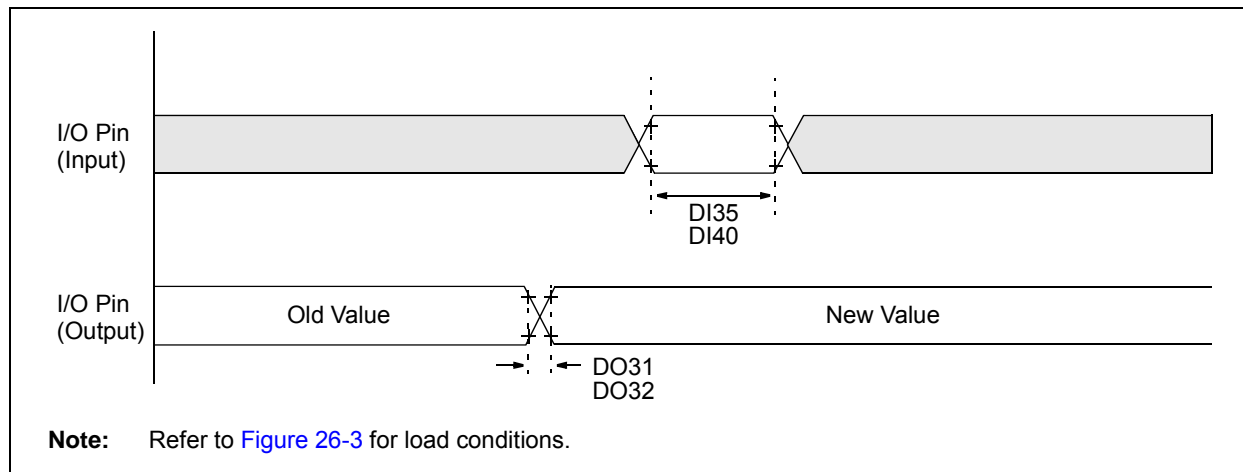 I/O Pin
(Input)
DI35
DI40
I/O Pin
(Output)
Old Value
New Value
DO31
DO32
Note: Refer to Figure 26-3 for load conditions.